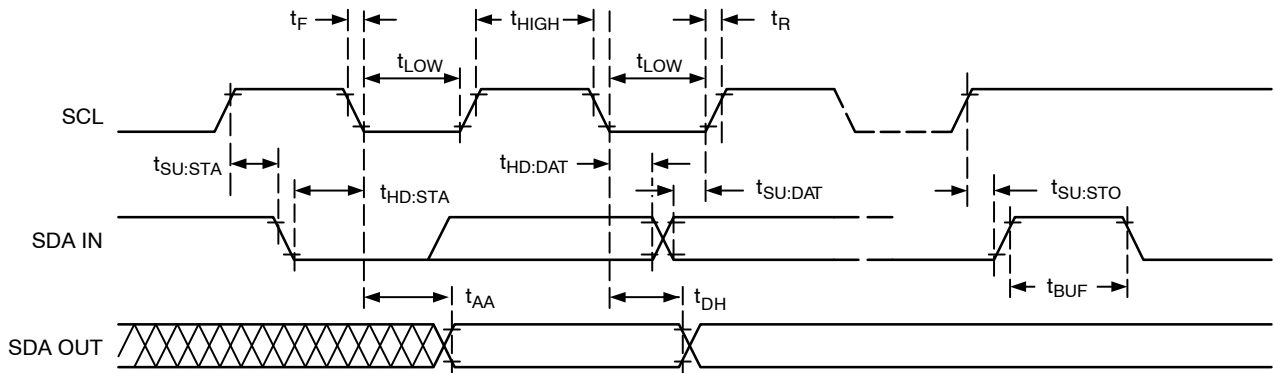 tF
tHIGH
tR
tLOW
tLOW
SCL
tSU:STA
tHD:DAT
tHD:STA
tSU:DAT
tSU:STO
SDA IN
tBUF
tAA
tDH
SDA OUT